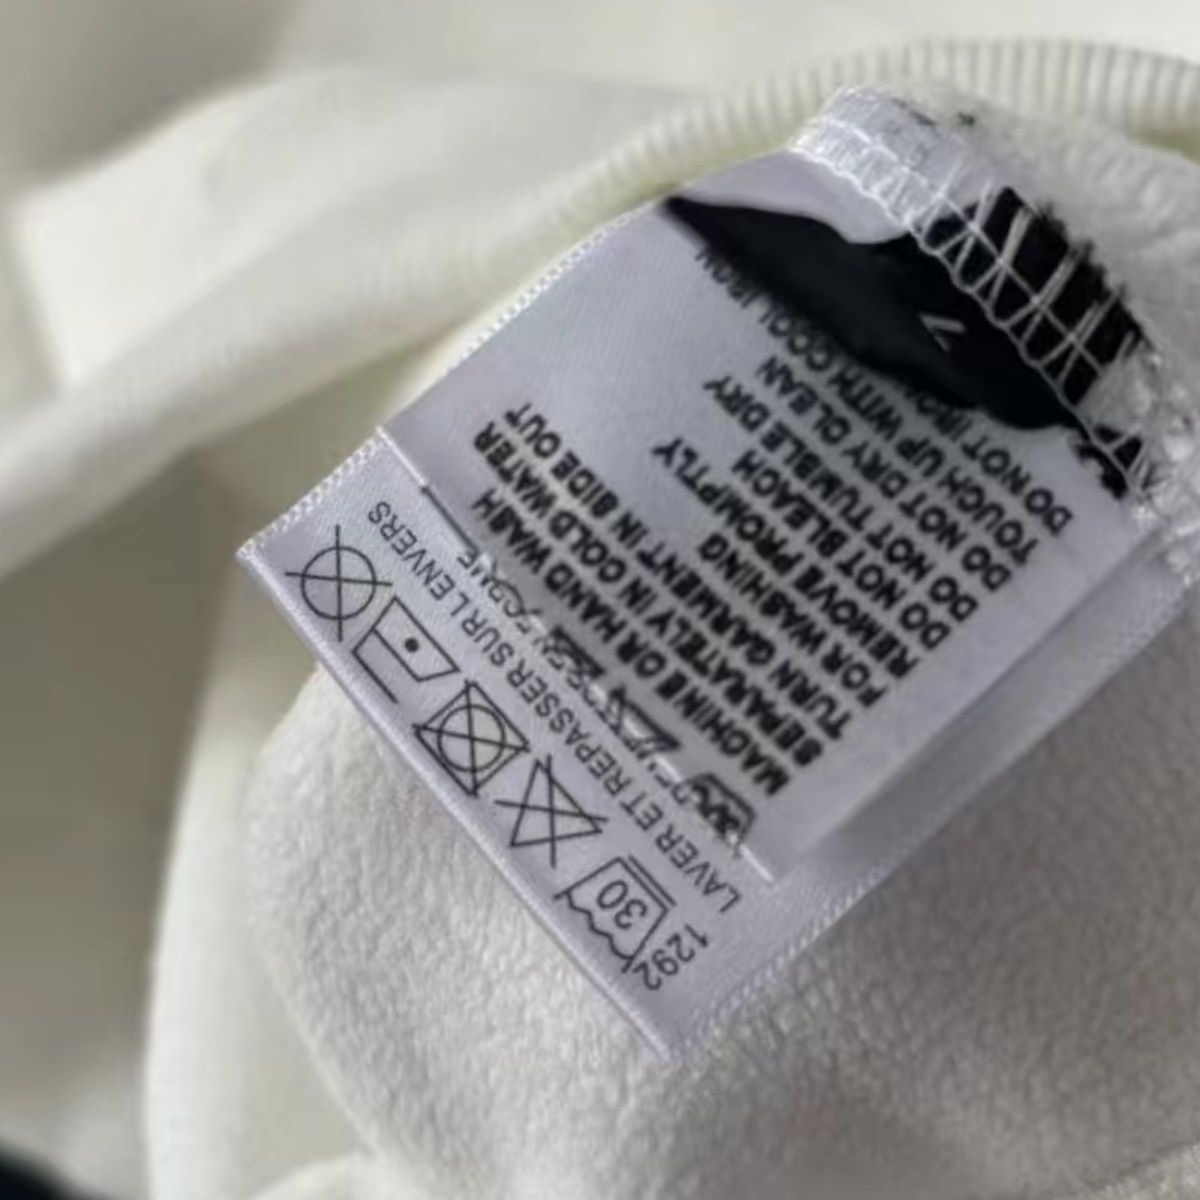 MACHINE OR HAND WASH
SEPARATELY IN COLD WATER
TURN GARMENT IN SIDE OUT
FOR WASHING
REMOVE PROMPTLY
DO NOT BLEACH
DO NOT TUMBLE DRY
DO NOT DRY CLEAN
TOUCH UP WITH COOL IRON
DO NOT IRON
LAVER ET REPASSER SUR L ENVERS
30
1292